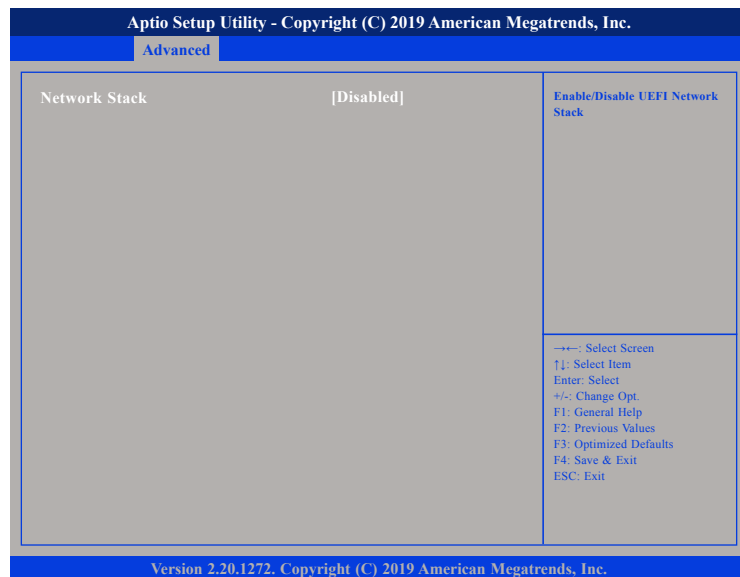 Aptio Setup Utility - Copyright (C) 2019 American Megatrends, Inc.
Advanced
Network Stack [Disabled]
Enable/Disable UEFI Network
Stack
→←: Select Screen
↑↓: Select Item
Enter: Select
+/-: Change Opt.
F1: General Help
F2: Previous Values
F3: Optimized Defaults
F4: Save & Exit
ESC: Exit
Version 2.20.1272. Copyright (C) 2019 American Megatrends, Inc.